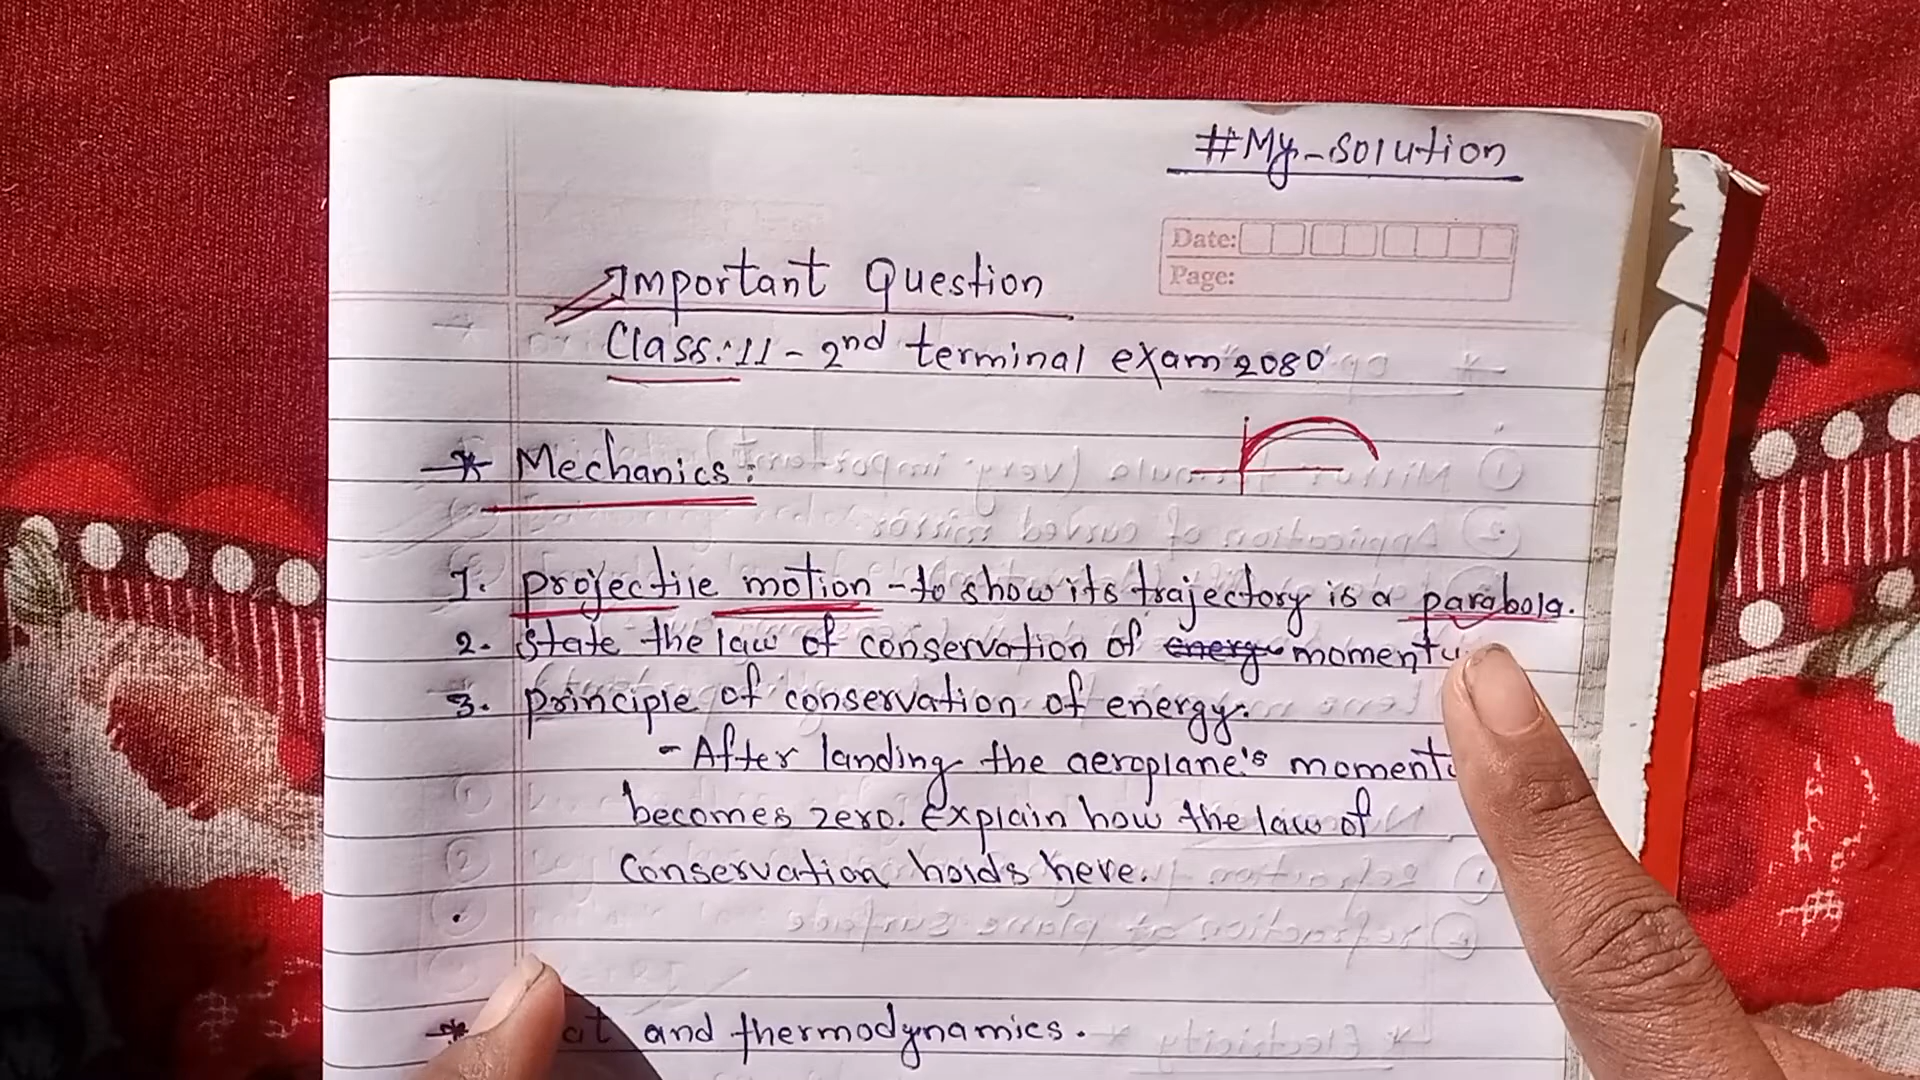 #My-solution
Date:
Page:
Important Question
Class:11 - 2nd terminal exam 2080
* Mechanics:
1. projectile motion - to show its trajectory is a parabola.
2. state the law of conservation of energy momentu
3. principle of conservation of energy.
- After landing the aeroplane's moment
becomes zero. Explain how the law of
conservation holds here.
* at and thermodynamics.